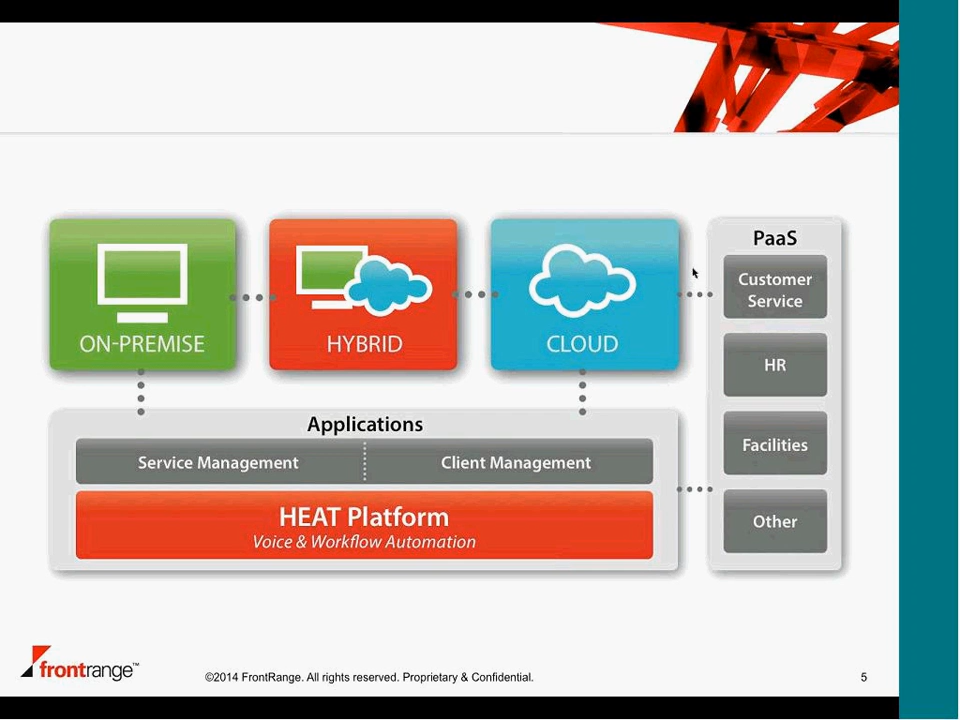 ON-PREMISE
HYBRID
CLOUD
PaaS
Customer
Service
HR
Facilities
Other
Applications
Service Management
Client Management
HEAT Platform
Voice & Workflow Automation
frontrange™
©2014 FrontRange. All rights reserved. Proprietary & Confidential.
5